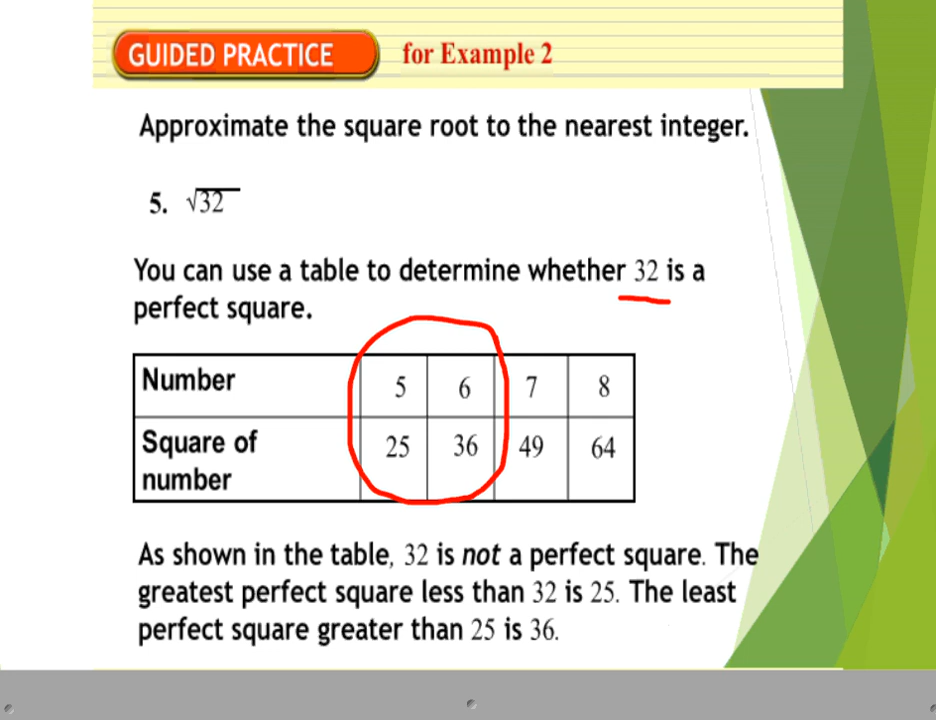 GUIDED PRACTICE for Example 2
Approximate the square root to the nearest integer.
5. √32
You can use a table to determine whether 32 is a
perfect square.
Number 5 6 7 8
Square of number 25 36 49 64
As shown in the table, 32 is not a perfect square. The
greatest perfect square less than 32 is 25. The least
perfect square greater than 25 is 36.